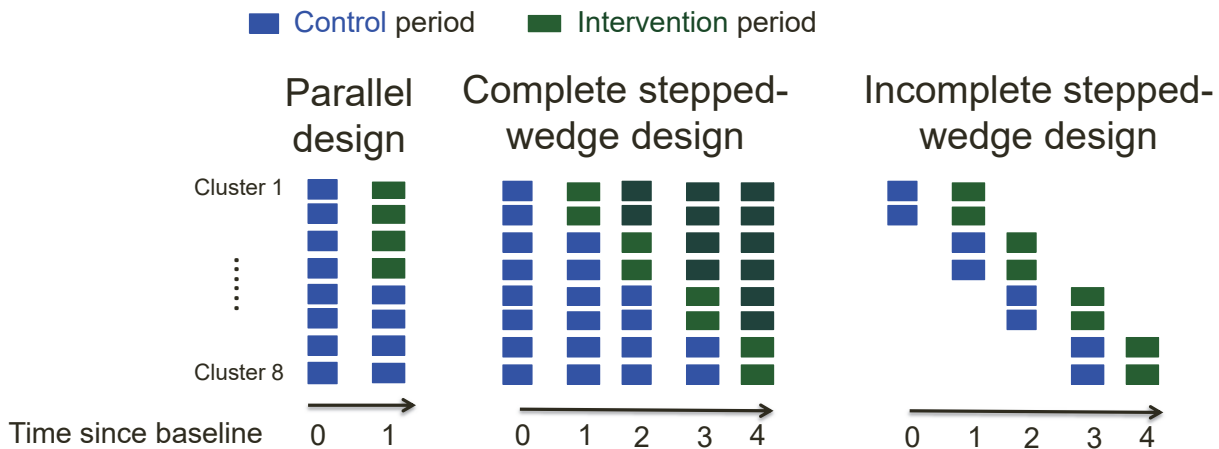 Control period
Intervention period
Parallel
design
Complete stepped-
wedge design
Incomplete stepped-
wedge design
Cluster 1
Cluster 8
Time since baseline
0 1
0 1 2 3 4
0 1 2 3 4